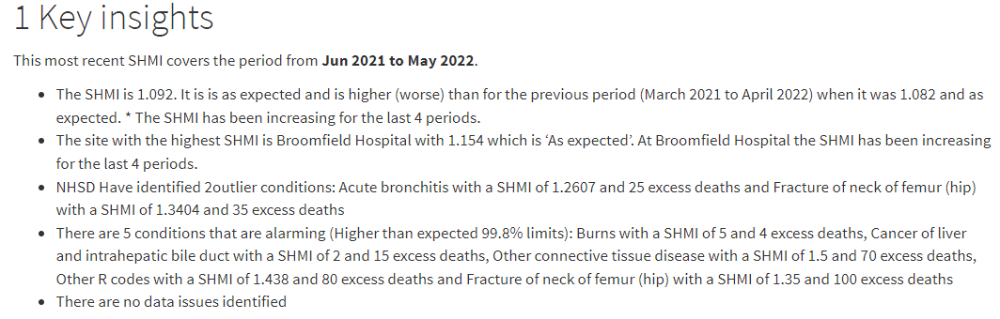 1 Key insights
This most recent SHMI covers the period from Jun 2021 to May 2022.
• The SHMI is 1.092. It is is as expected and is higher (worse) than for the previous period (March 2021 to April 2022) when it was 1.082 and as
expected. * The SHMI has been increasing for the last 4 periods.
• The site with the highest SHMI is Broomfield Hospital with 1.154 which is ‘As expected’. At Broomfield Hospital the SHMI has been increasing
for the last 4 periods.
• NHSD Have identified 2outlier conditions: Acute bronchitis with a SHMI of 1.2607 and 25 excess deaths and Fracture of neck of femur (hip)
with a SHMI of 1.3404 and 35 excess deaths
• There are 5 conditions that are alarming (Higher than expected 99.8% limits): Burns with a SHMI of 5 and 4 excess deaths, Cancer of liver
and intrahepatic bile duct with a SHMI of 2 and 15 excess deaths, Other connective tissue disease with a SHMI of 1.5 and 70 excess deaths,
Other R codes with a SHMI of 1.438 and 80 excess deaths and Fracture of neck of femur (hip) with a SHMI of 1.35 and 100 excess deaths
• There are no data issues identified